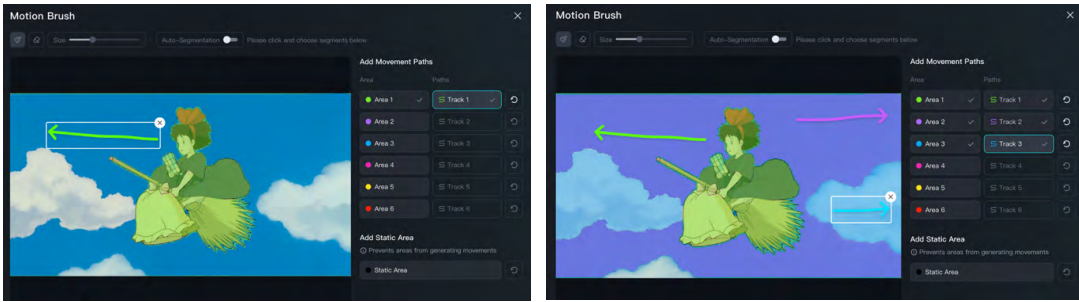 Motion Brush
Size
Auto-Segmentation
Please click and choose segments below
Add Movement Paths
Area
Paths
Area 1
Track 1
Area 2
Track 2
Area 3
Track 3
Area 4
Track 4
Area 5
Track 5
Area 6
Track 6
Add Static Area
Prevents areas from generating movements
Static Area
Motion Brush
Size
Auto-Segmentation
Please click and choose segments below
Add Movement Paths
Area
Paths
Area 1
Track 1
Area 2
Track 2
Area 3
Track 3
Area 4
Track 4
Area 5
Track 5
Area 6
Track 6
Add Static Area
Prevents areas from generating movements
Static Area